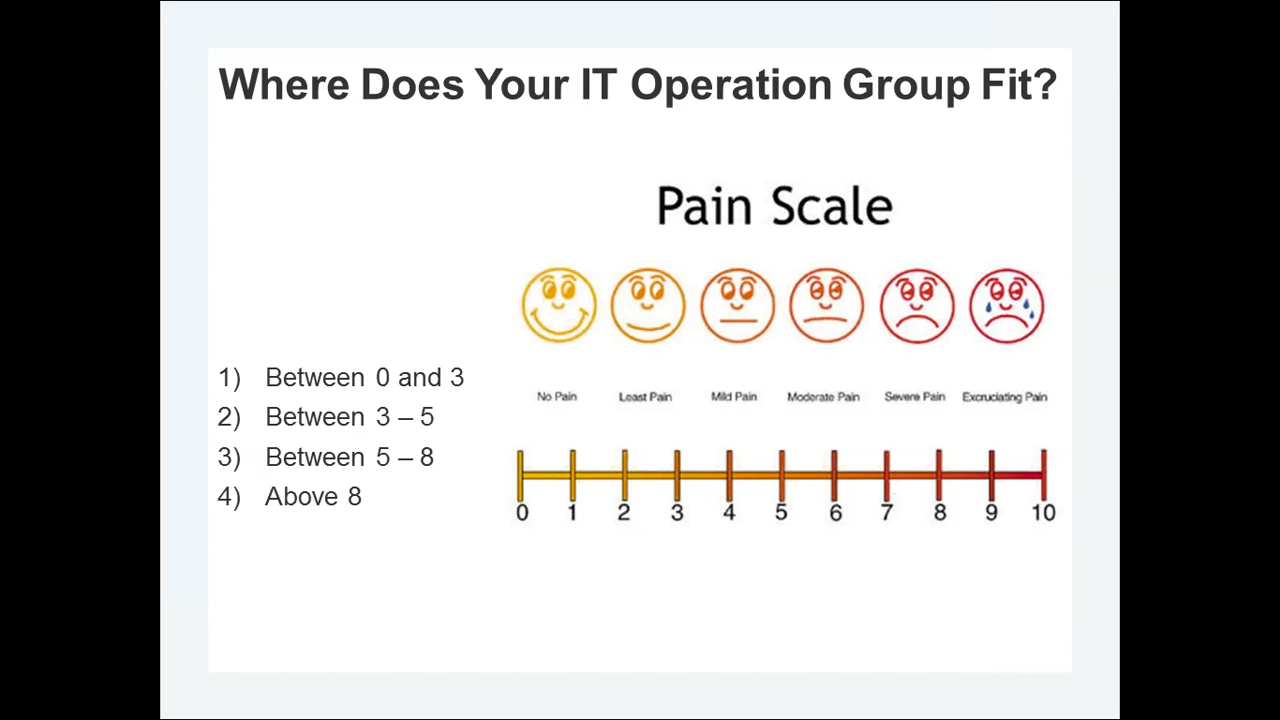 Where Does Your IT Operation Group Fit?
Pain Scale
1) Between 0 and 3
2) Between 3 – 5
3) Between 5 – 8
4) Above 8
No Pain Least Pain Mild Pain Moderate Pain Severe Pain Excruciating Pain
0 1 2 3 4 5 6 7 8 9 10